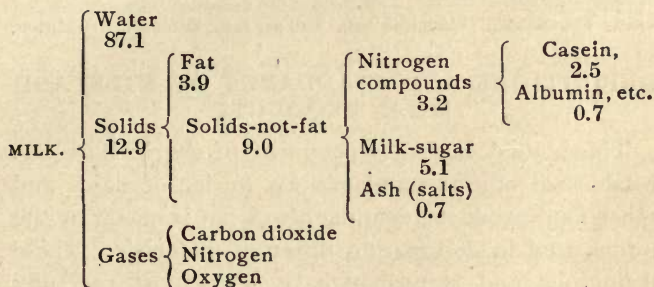 Water
87.1
Fat
3.9
Nitrogen
compounds
3.2
Casein,
2.5
Albumin, etc.
0.7
MILK.
Solids
12.9
Solids-not-fat
9.0
Milk-sugar
5.1
Ash (salts)
0.7
Gases
Carbon dioxide
Nitrogen
Oxygen